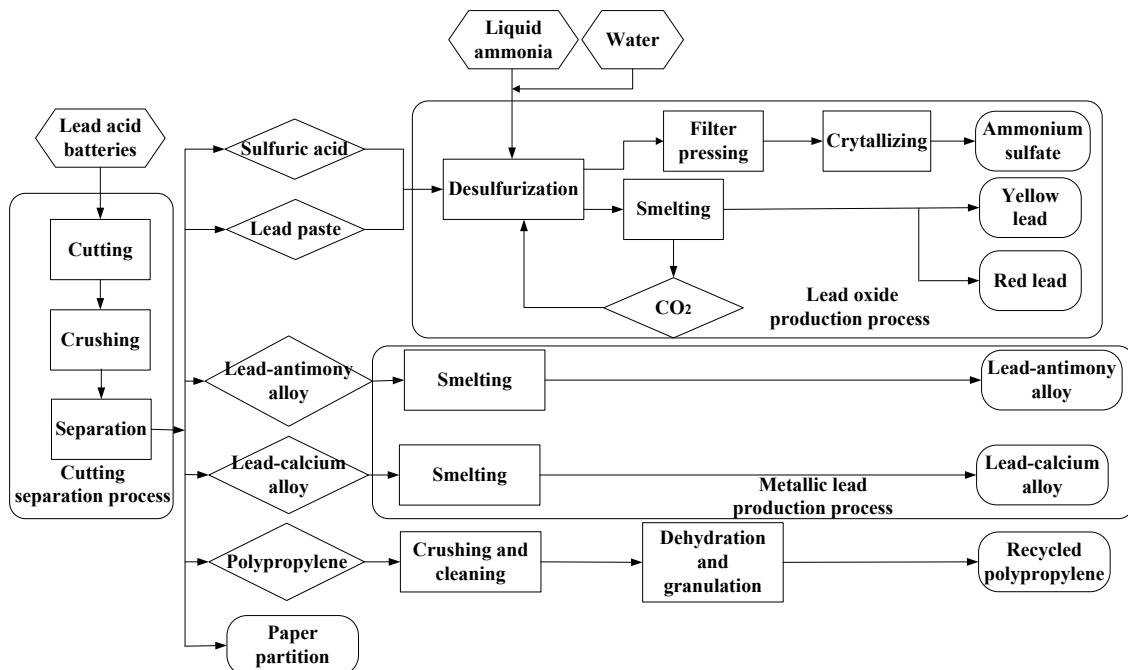 Liquid
ammonia
Water
Lead acid
batteries
Sulfuric acid
Filter
pressing
Crytallizing
Ammonium
sulfate
Desulfurization
Smelting
Yellow
lead
Lead paste
Cutting
Red lead
CO2
Lead oxide
production process
Crushing
Lead-antimony
alloy
Smelting
Lead-antimony
alloy
Separation
Cutting
separation process
Lead-calcium
alloy
Smelting
Lead-calcium
alloy
Metallic lead
production process
Polypropylene
Crushing and
cleaning
Dehydration
and
granulation
Recycled
polypropylene
Paper
partition